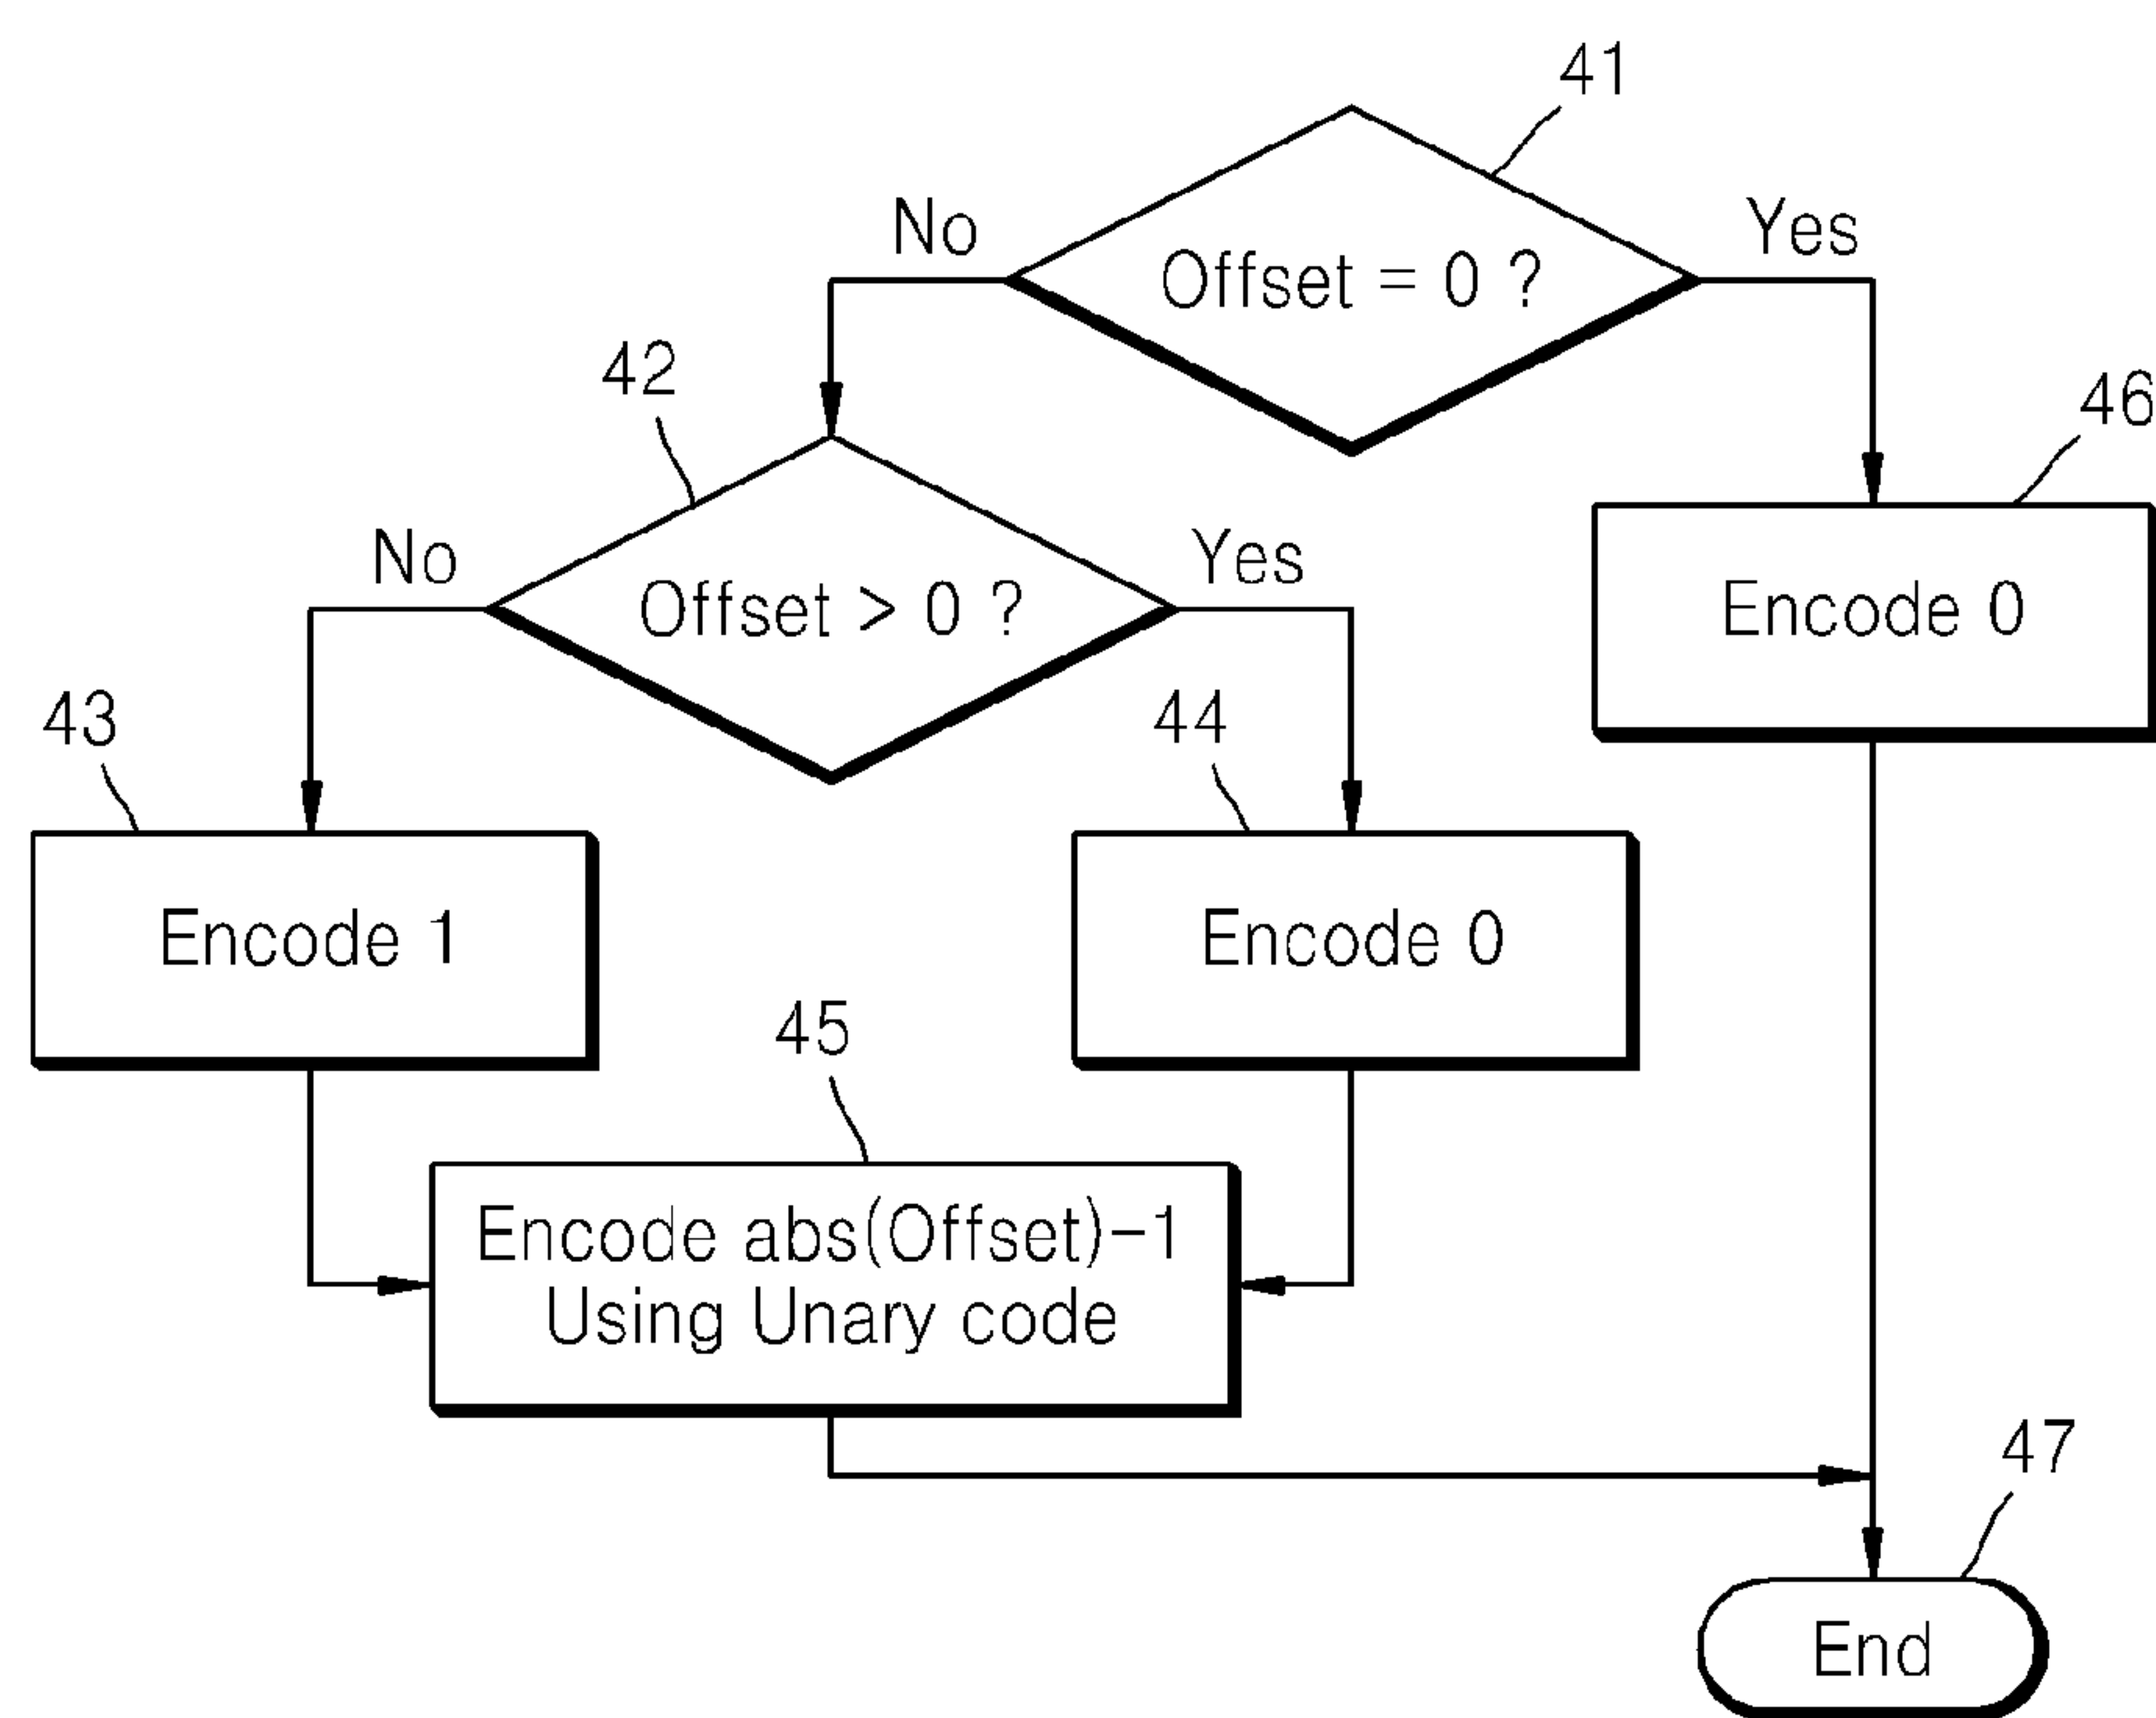 41
No
Yes
Offset = 0 ?
42
46
No
Yes
Offset > 0 ?
Encode 0
43
44
Encode 1
Encode 0
45
Encode abs(Offset)-1
Using Unary code
47
End